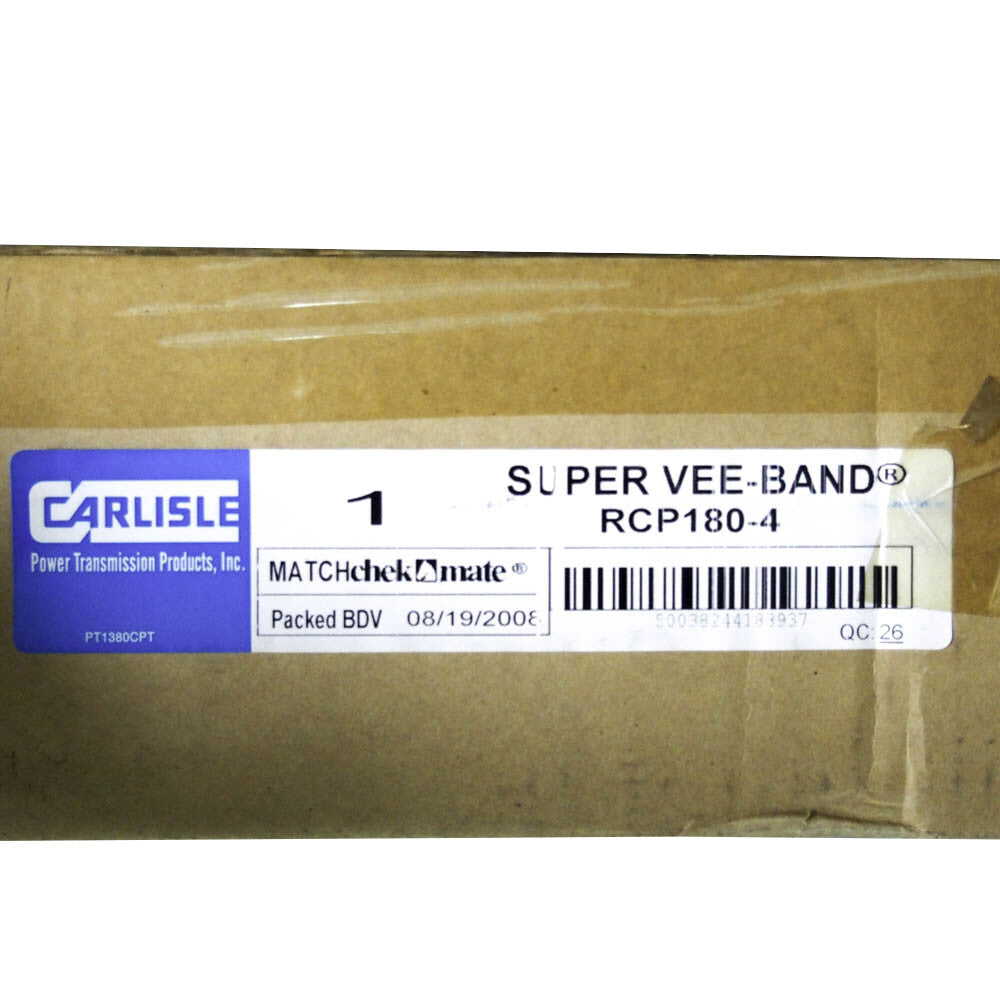 CARLISLE
Power Transmission Products, Inc.
PT1380CPT
1
SUPER VEE-BAND®
RCP180-4
MATCHchek mate®
Packed BDV 08/19/2008
50038244183937
QC: 26